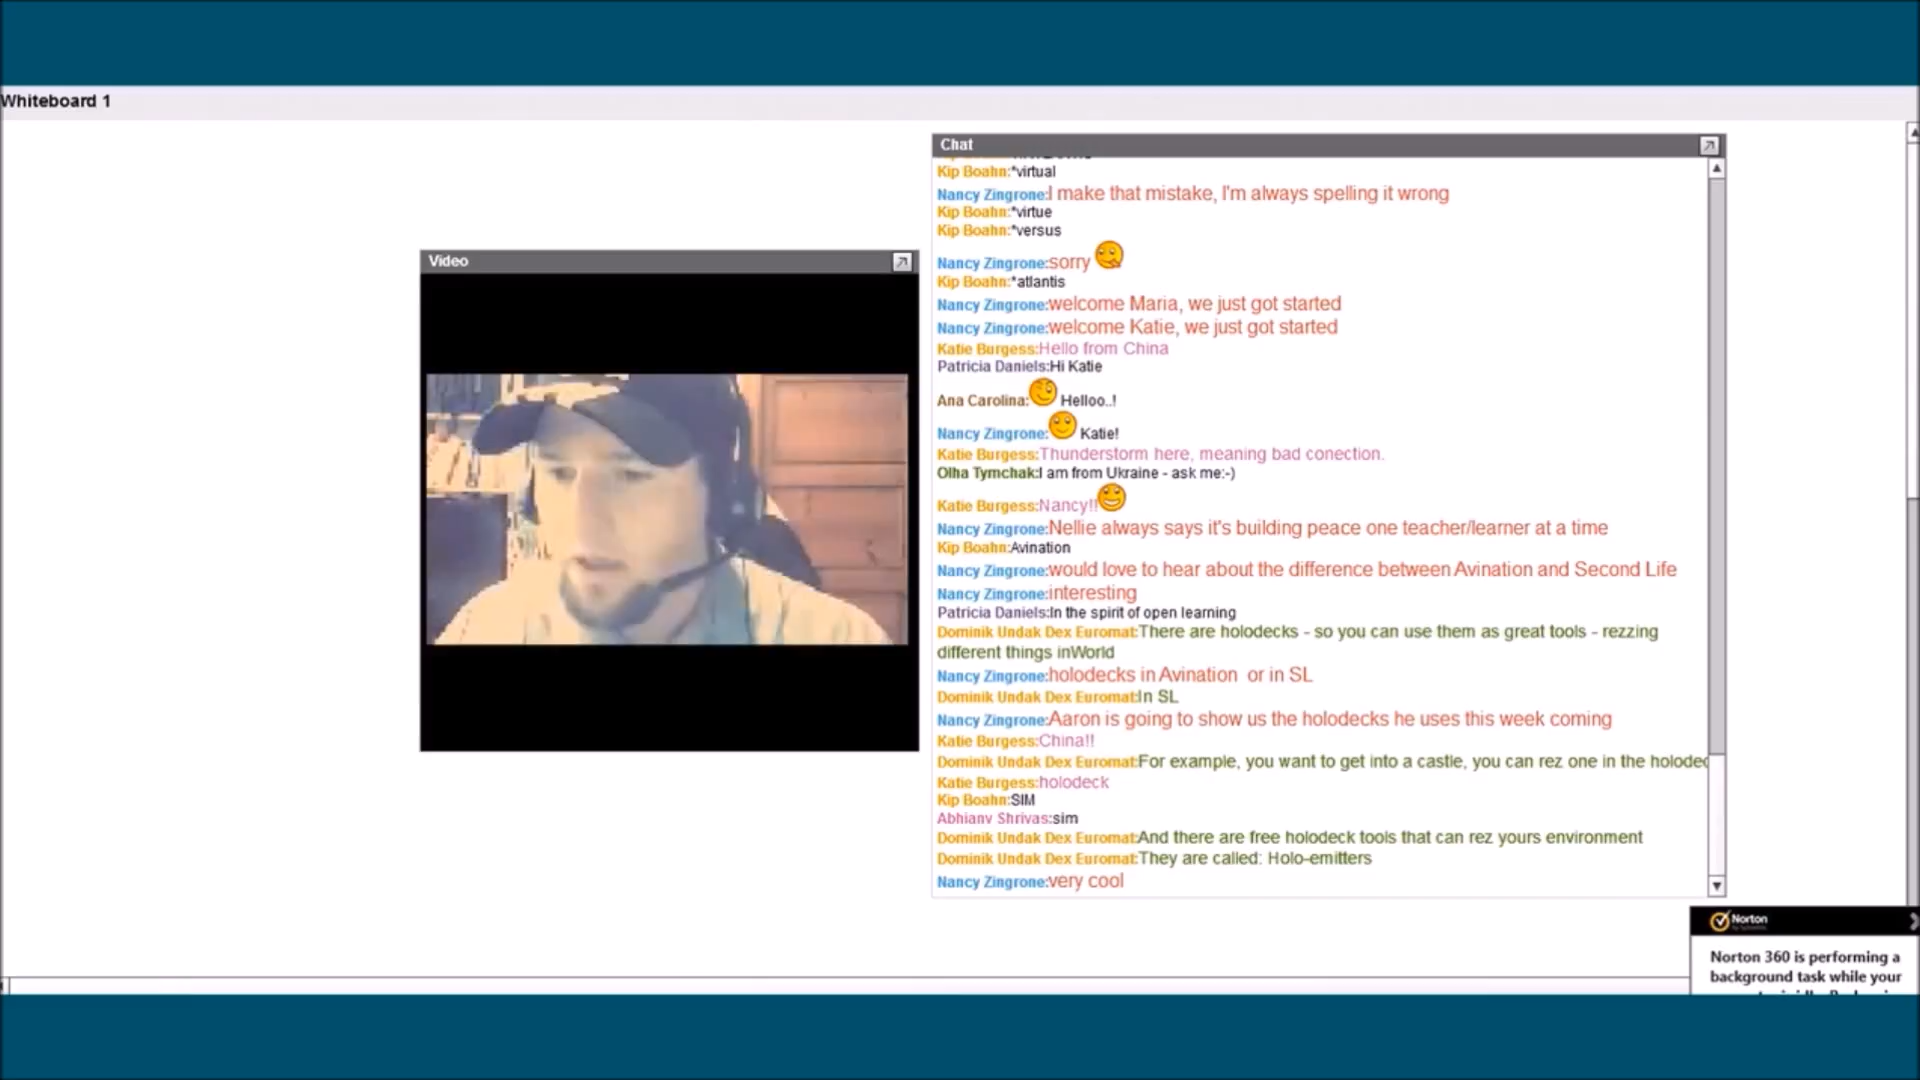 Whiteboard 1
Video
Chat
Kip Boahn:*virtual
Nancy Zingrone:I make that mistake, I'm always spelling it wrong
Kip Boahn:*virtue
Kip Boahn:*versus
Nancy Zingrone:sorry
Kip Boahn:*atlantis
Nancy Zingrone:welcome Maria, we just got started
Nancy Zingrone:welcome Katie, we just got started
Katie Burgess:Hello from China
Patricia Daniels:Hi Katie
Ana Carolina: Helloo..!
Nancy Zingrone: Katie!
Katie Burgess:Thunderstorm here, meaning bad conection.
Olha Tymchak:I am from Ukraine - ask me:-)
Katie Burgess:Nancy!!
Nancy Zingrone:Nellie always says it's building peace one teacher/learner at a time
Kip Boahn:Avination
Nancy Zingrone:would love to hear about the difference between Avination and Second Life
Nancy Zingrone:interesting
Patricia Daniels:In the spirit of open learning
Dominik Undak Dex Euromat:There are holodecks - so you can use them as great tools - rezzing
different things inWorld
Nancy Zingrone:holodecks in Avination or in SL
Dominik Undak Dex Euromat:In SL
Nancy Zingrone:Aaron is going to show us the holodecks he uses this week coming
Katie Burgess:China!!
Dominik Undak Dex Euromat:For example, you want to get into a castle, you can rez one in the holodec
Katie Burgess:holodeck
Kip Boahn:SIM
Abhianv Shrivas:sim
Dominik Undak Dex Euromat:And there are free holodeck tools that can rez yours environment
Dominik Undak Dex Euromat:They are called: Holo-emitters
Nancy Zingrone:very cool
Norton
Norton 360 is performing a
background task while your